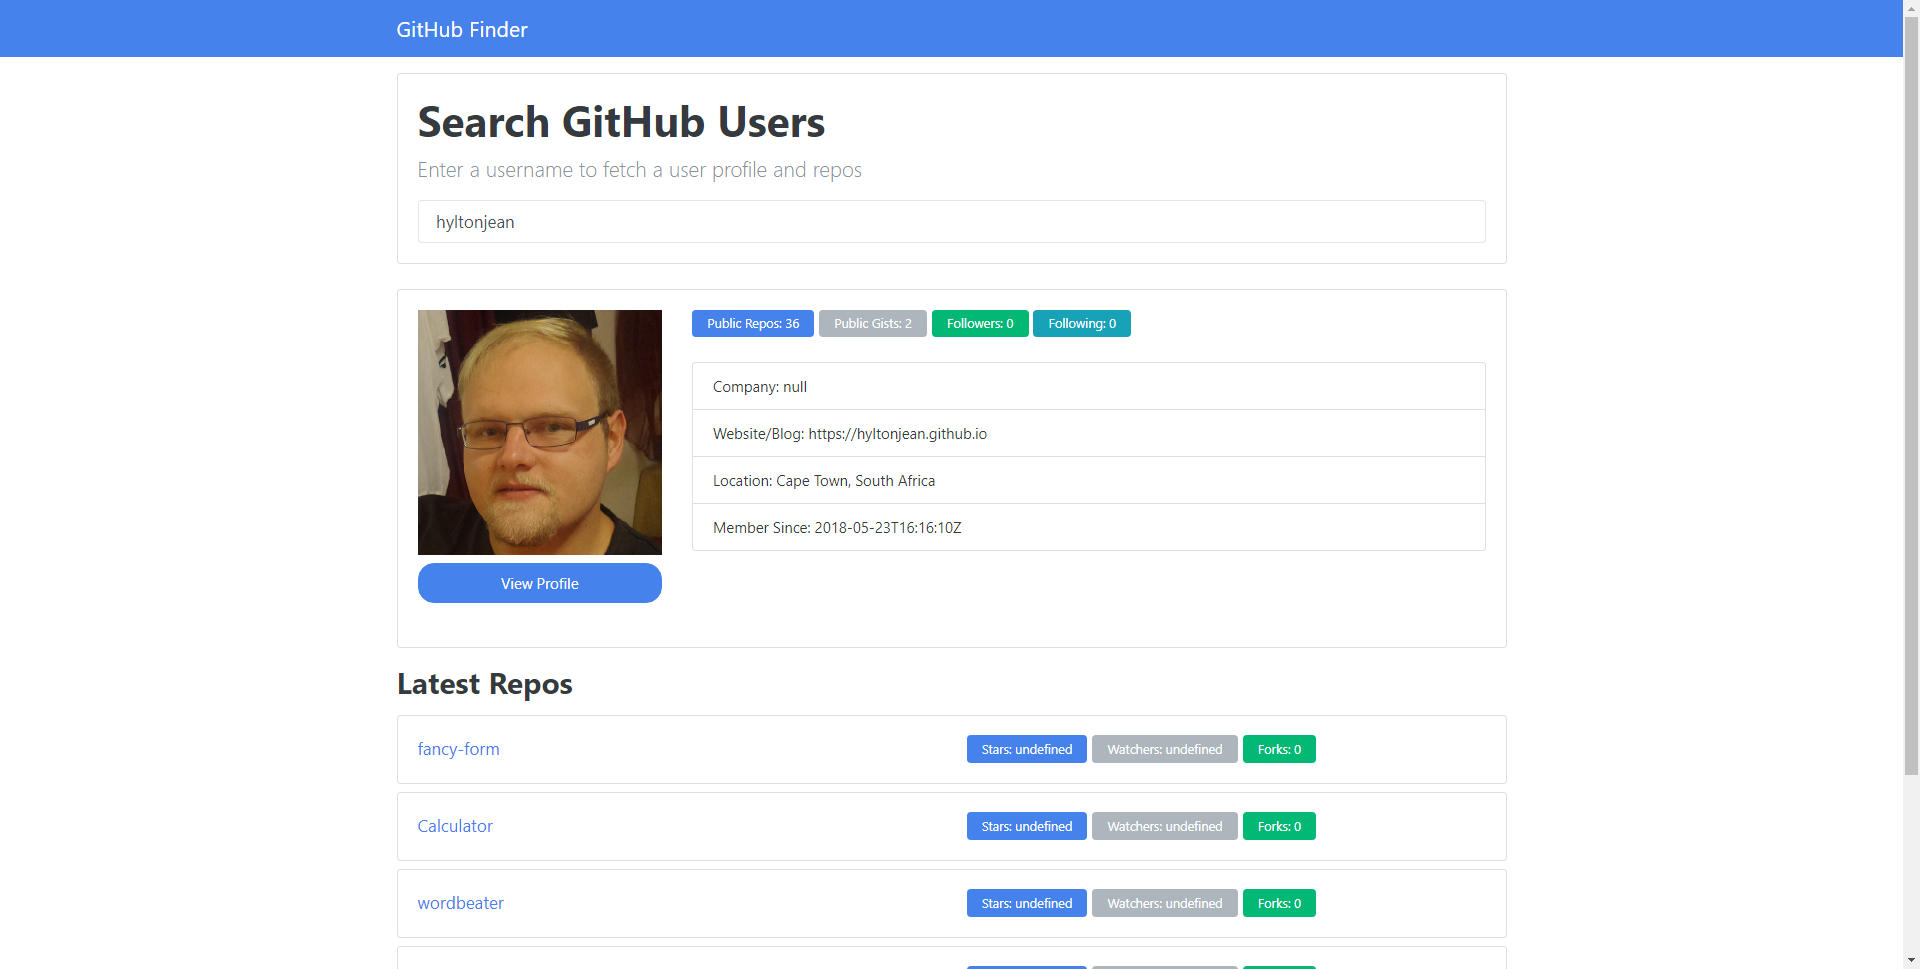 GitHub Finder
Search GitHub Users
Enter a username to fetch a user profile and repos
hyltonjean
Public Repos: 36 Public Gists: 2 Followers: 0 Following: 0
Company: null
Website/Blog: https://hyltonjean.github.io
Location: Cape Town, South Africa
Member Since: 2018-05-23T16:16:10Z
View Profile
Latest Repos
fancy-form Stars: undefined Watchers: undefined Forks: 0
Calculator Stars: undefined Watchers: undefined Forks: 0
wordbeater Stars: undefined Watchers: undefined Forks: 0